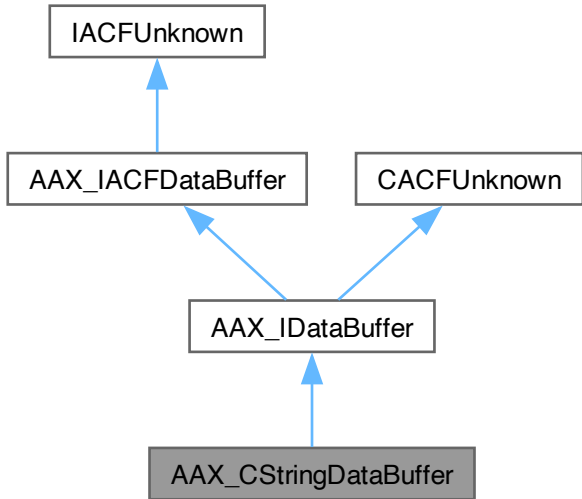 IACFUnknown
AAX_IACFDataBuffer
CACFUnknown
AAX_IDataBuffer
AAX_CStringDataBuffer